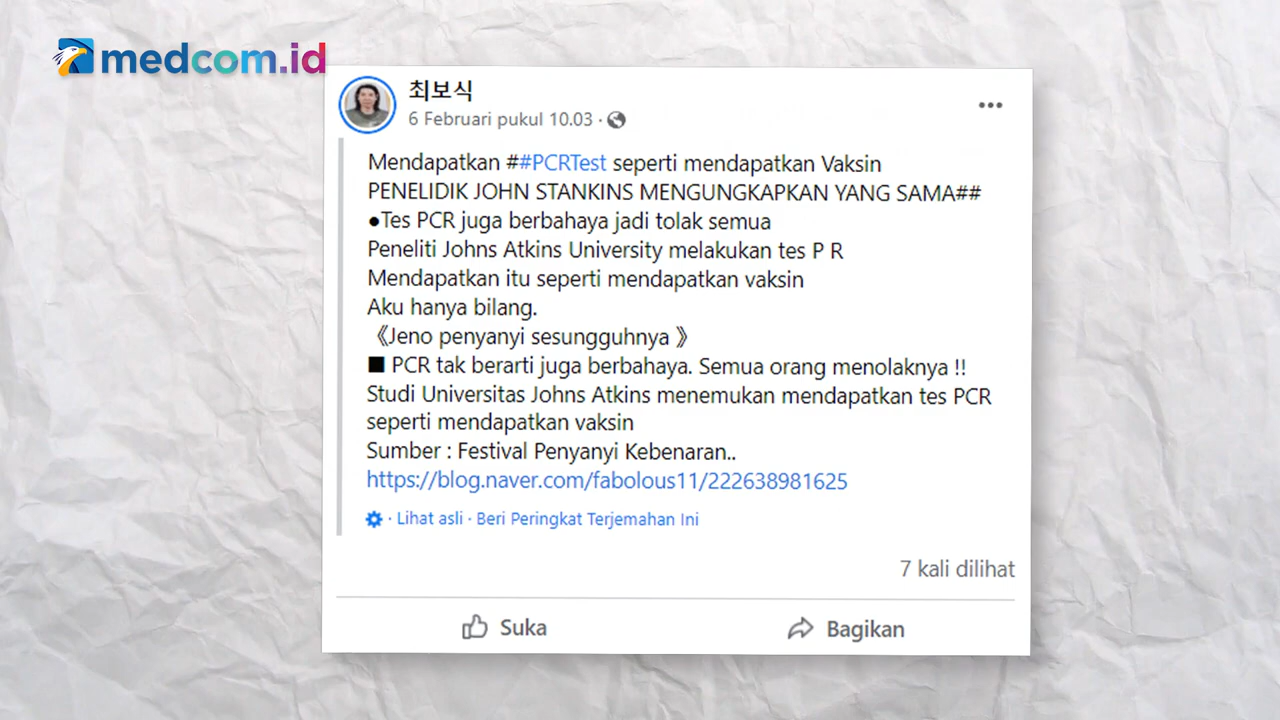 medcom.id
최보식
6 Februari pukul 10.03 ·
Mendapatkan ##PCRTest seperti mendapatkan Vaksin
PENELIDIK JOHN STANKINS MENGUNGKAPKAN YANG SAMA##
●Tes PCR juga berbahaya jadi tolak semua
Peneliti Johns Atkins University melakukan tes P R
Mendapatkan itu seperti mendapatkan vaksin
Aku hanya bilang.
《Jeno penyanyi sesungguhnya 》
■ PCR tak berarti juga berbahaya. Semua orang menolaknya !!
Studi Universitas Johns Atkins menemukan mendapatkan tes PCR
seperti mendapatkan vaksin
Sumber : Festival Penyanyi Kebenaran..
https://blog.naver.com/fabolous11/222638981625
· Lihat asli · Beri Peringkat Terjemahan Ini
7 kali dilihat
Suka
Bagikan